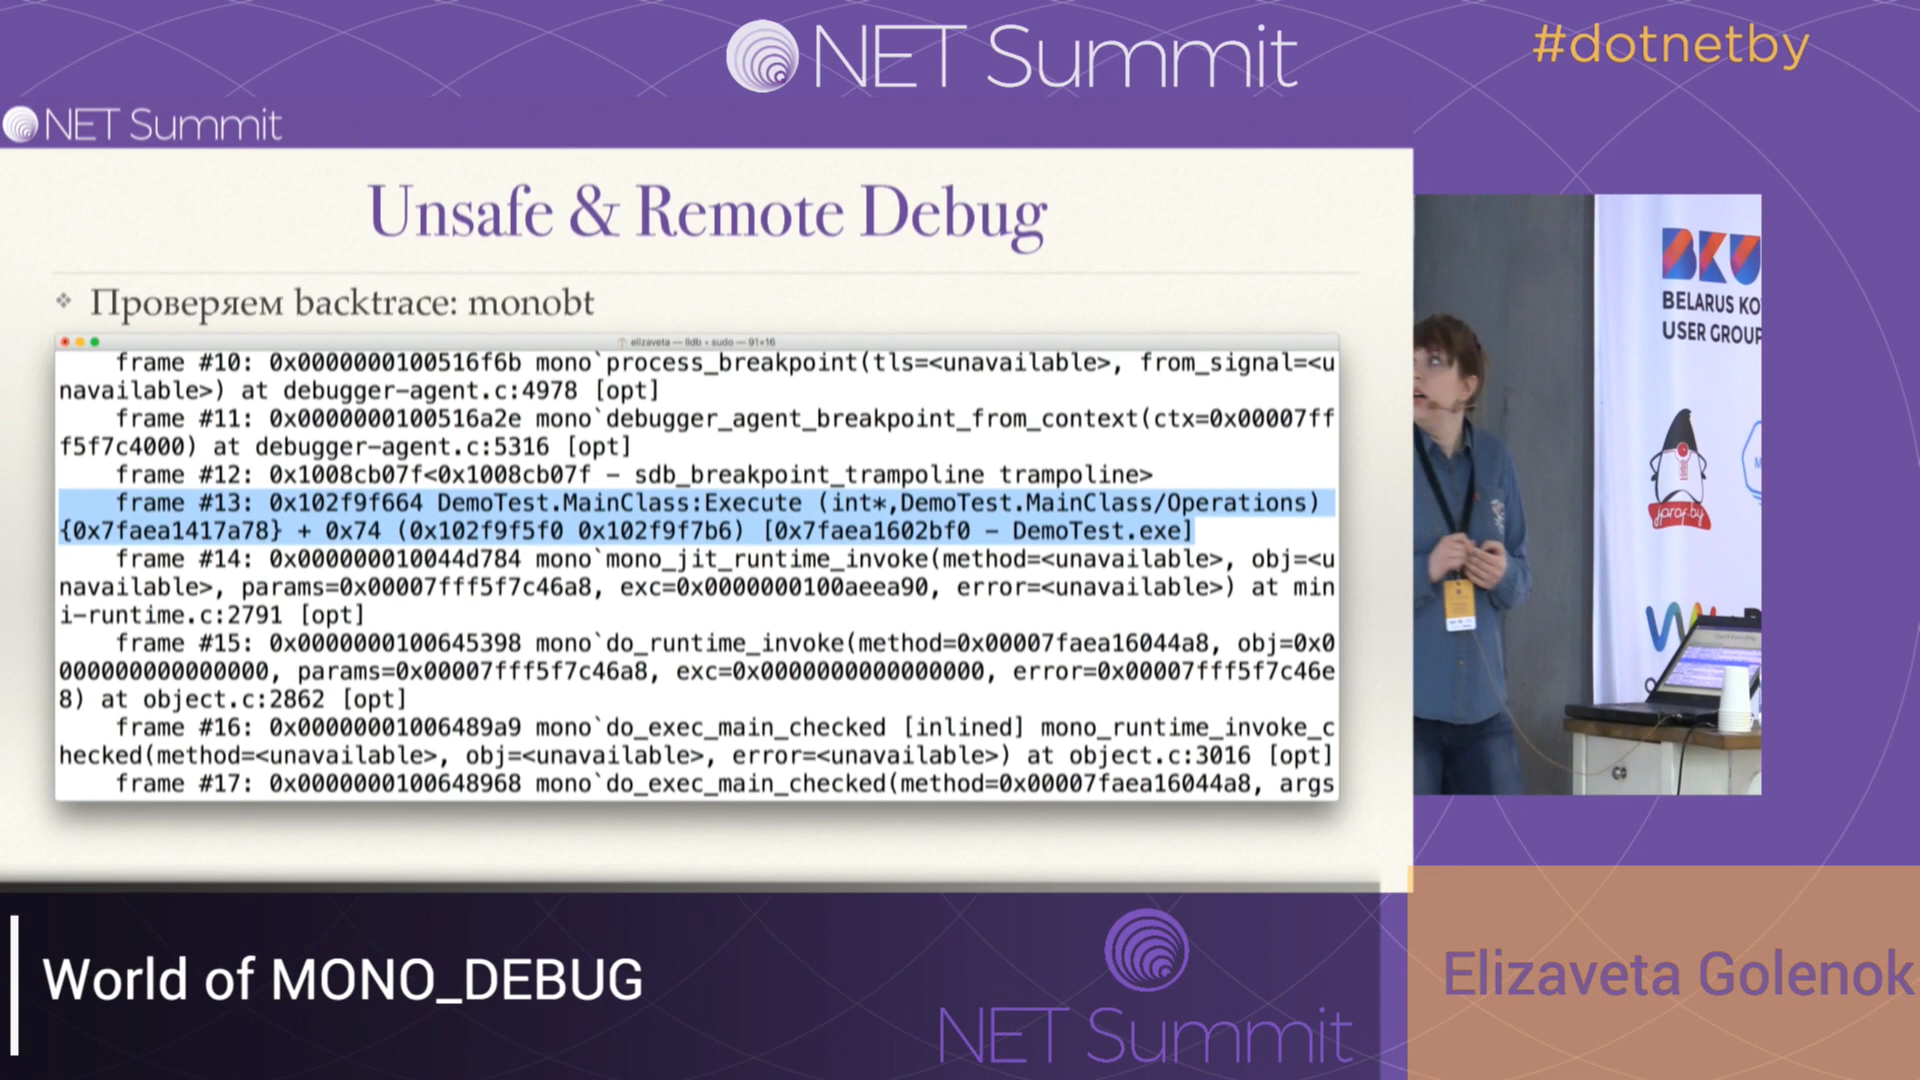 NET Summit
#dotnetby
NET Summit
Unsafe & Remote Debug
❖ Проверяем backtrace: monobt
elizaveta — lldb • sudo — 91×16
frame #10: 0x0000000100516f6b mono`process_breakpoint(tls=<unavailable>, from_signal=<u
navailable>) at debugger-agent.c:4978 [opt]
frame #11: 0x0000000100516a2e mono`debugger_agent_breakpoint_from_context(ctx=0x00007ff
f5f7c4000) at debugger-agent.c:5316 [opt]
frame #12: 0x1008cb07f<0x1008cb07f - sdb_breakpoint_trampoline trampoline>
frame #13: 0x102f9f664 DemoTest.MainClass:Execute (int*,DemoTest.MainClass/Operations)
{0x7faea1417a78} + 0x74 (0x102f9f5f0 0x102f9f7b6) [0x7faea1602bf0 - DemoTest.exe]
frame #14: 0x000000010044d784 mono`mono_jit_runtime_invoke(method=<unavailable>, obj=<u
navailable>, params=0x00007fff5f7c46a8, exc=0x0000000100aeea90, error=<unavailable>) at min
i-runtime.c:2791 [opt]
frame #15: 0x0000000100645398 mono`do_runtime_invoke(method=0x00007faea16044a8, obj=0x0
000000000000000, params=0x00007fff5f7c46a8, exc=0x0000000000000000, error=0x00007fff5f7c46e
8) at object.c:2862 [opt]
frame #16: 0x00000001006489a9 mono`do_exec_main_checked [inlined] mono_runtime_invoke_c
hecked(method=<unavailable>, obj=<unavailable>, error=<unavailable>) at object.c:3016 [opt]
frame #17: 0x0000000100648968 mono`do_exec_main_checked(method=0x00007faea16044a8, args
BKU
BELARUS KO
USER GROUP
jprof.by
World of MONO_DEBUG
NET Summit
Elizaveta Golenok